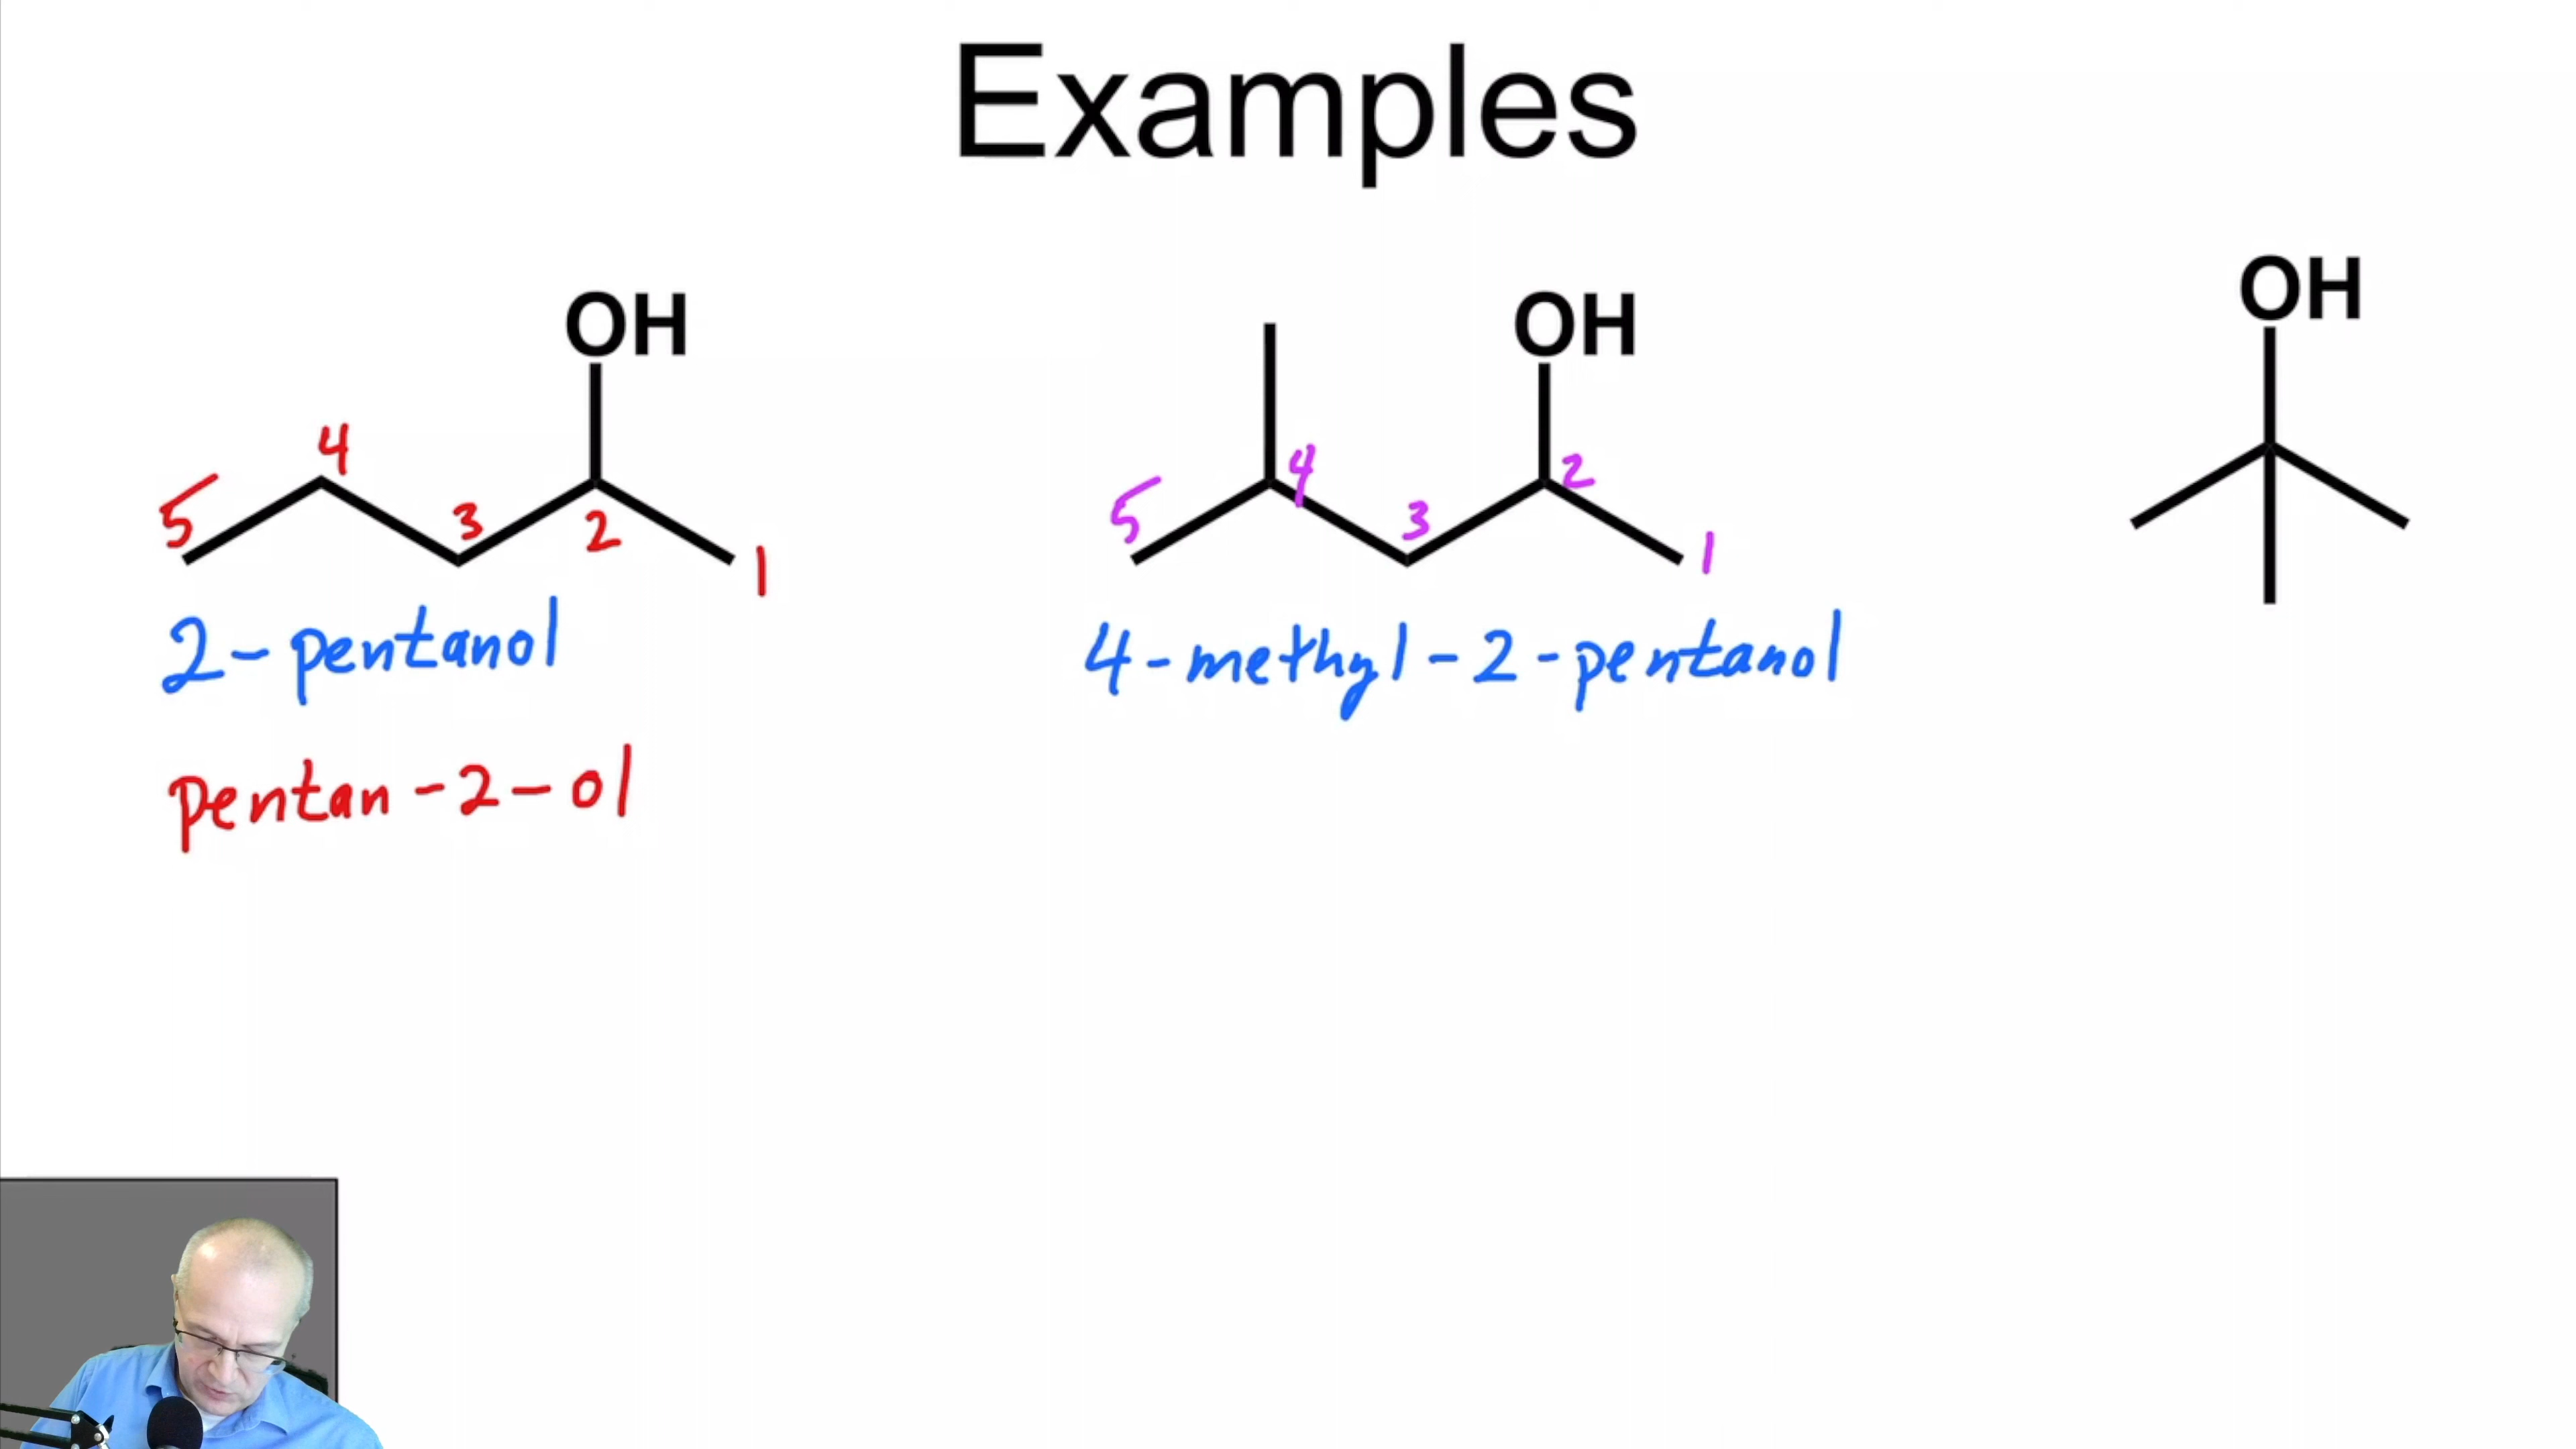 Examples
OH
4
5
3
2
1
2-pentanol
pentan-2-ol
OH
4
2
5
3
1
4-methyl-2-pentanol
OH